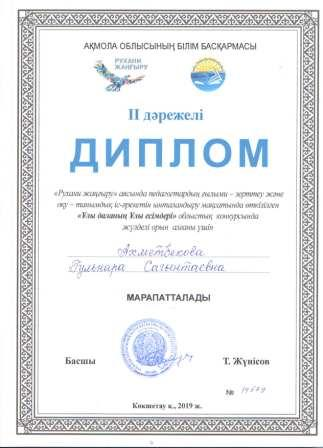 АҚМОЛА ОБЛЫСЫНЫҢ БІЛІМ БАСҚАРМАСЫ
РУХАНИ
ЖАҢҒЫРУ
II дәрежелі
ДИПЛОМ
«Рухани жаңғыру» аясында педагогтардың ғылыми – зерттеу және
оқу – танымдық іс-әрекетін ынталандыру мақсатында өткізілген
«Ұлы даланың Ұлы есімдері» облыстық конкурсында
жүлделі орын алғаны үшін
Ахметбекова
Гульнара Сагынтаевна
МАРАПАТТАЛАДЫ
Басшы Т. Жүнісов
№
Көкшетау қ., 2019 ж.